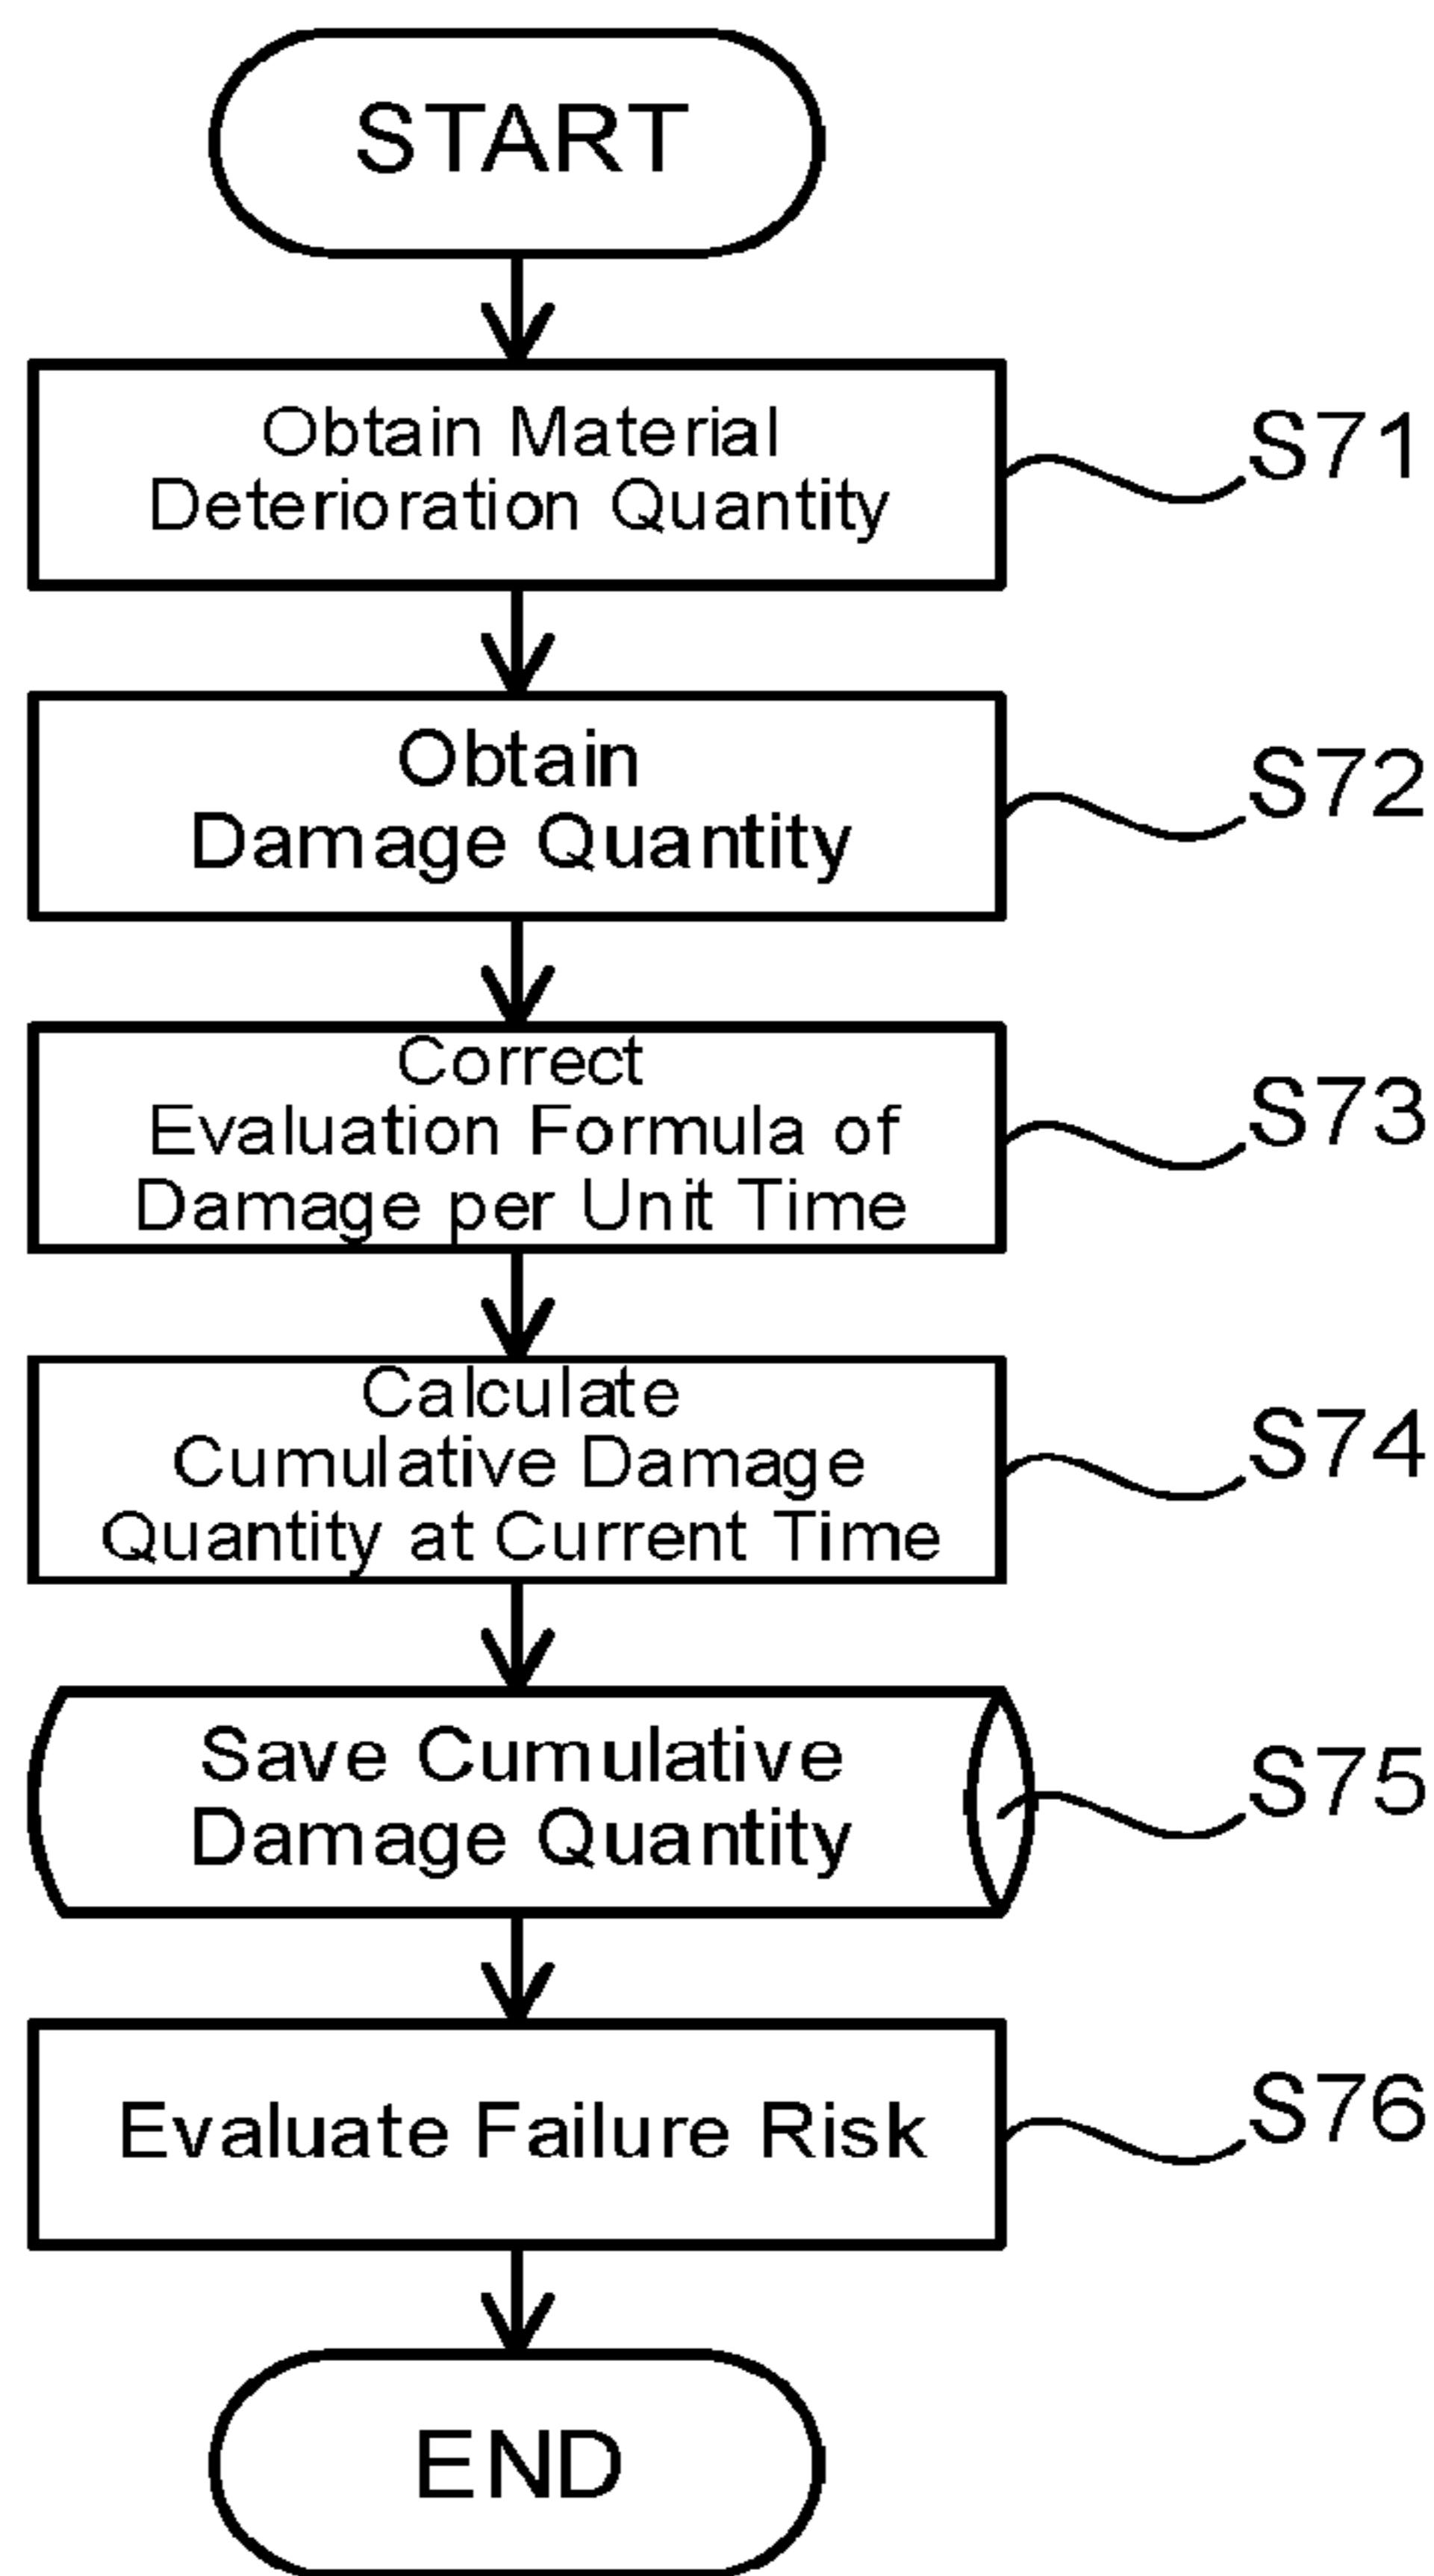 START
Obtain Material
Deterioration Quantity
S71
Obtain
Damage Quantity
S72
Correct
Evaluation Formula of
Damage per Unit Time
S73
Calculate
Cumulative Damage
Quantity at Current Time
S74
Save Cumulative
Damage Quantity
S75
Evaluate Failure Risk
S76
END